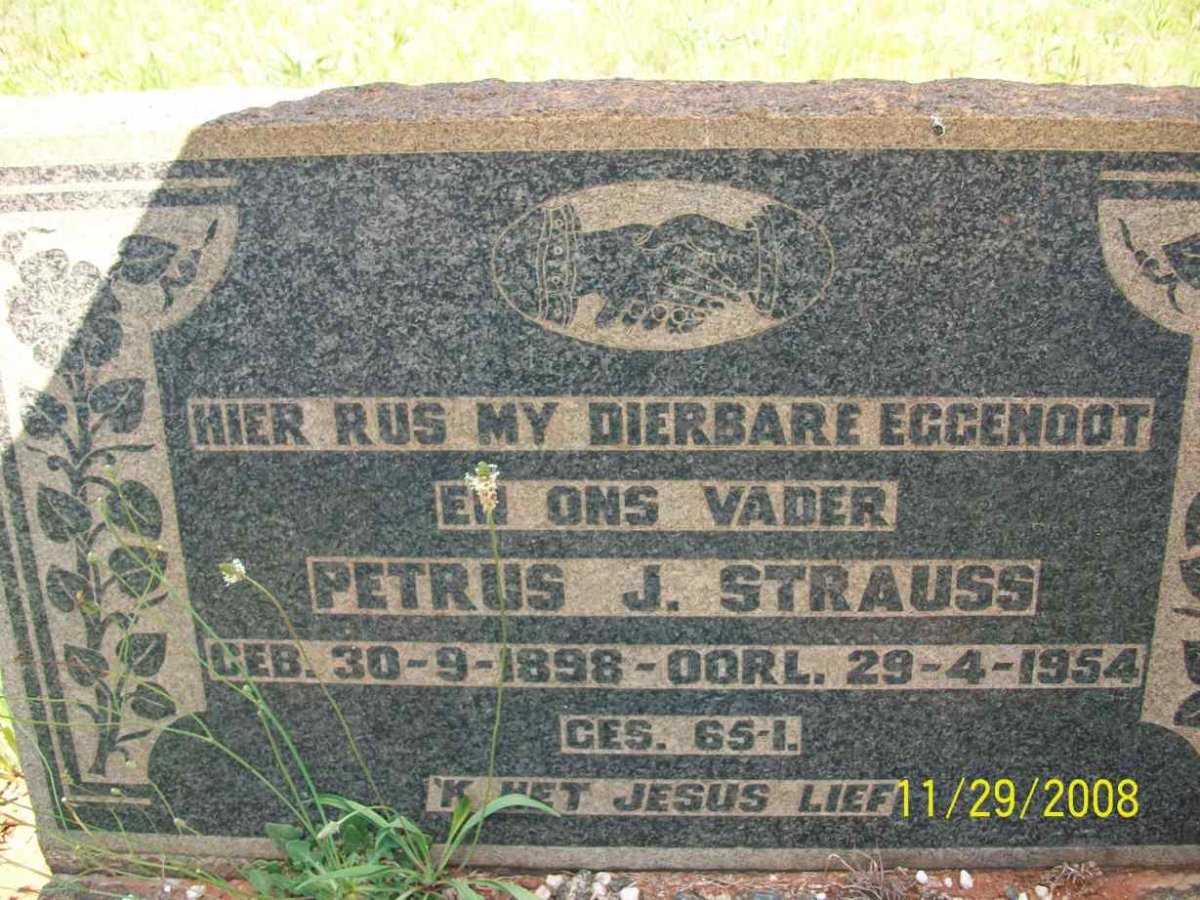 HIER RUS MY DIERBARE EGGENOOT
EN ONS VADER
PETRUS J. STRAUSS
GEB. 30-9-1898 - OORL. 29-4-1954
GES. 65-1.
'K HET JESUS LIEF
11/29/2008